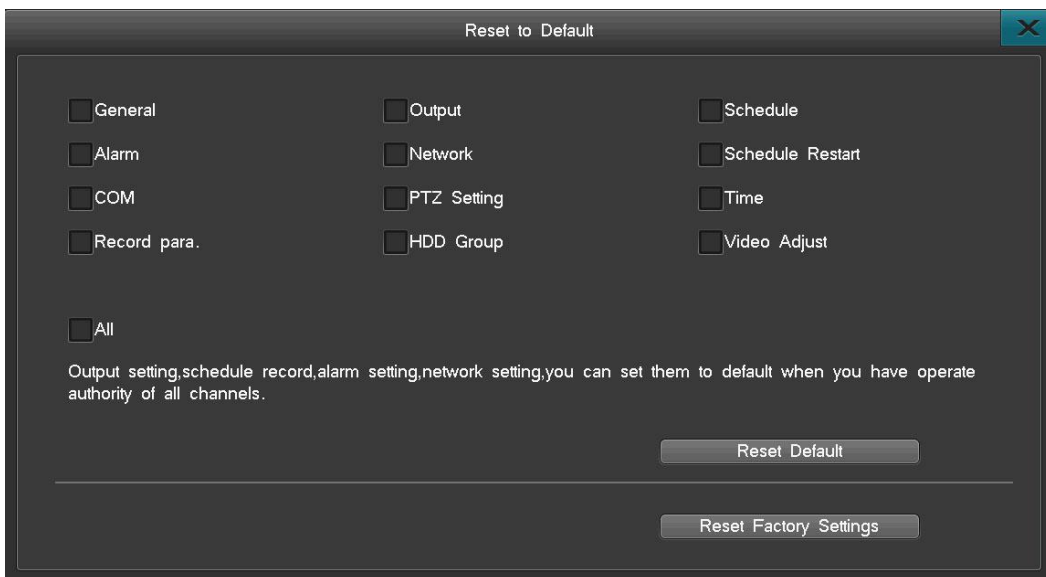 Reset to Default
General
Output
Schedule
Alarm
Network
Schedule Restart
COM
PTZ Setting
Time
Record para.
HDD Group
Video Adjust
All
Output setting,schedule record,alarm setting,network setting,you can set them to default when you have operate
authority of all channels.
Reset Default
Reset Factory Settings